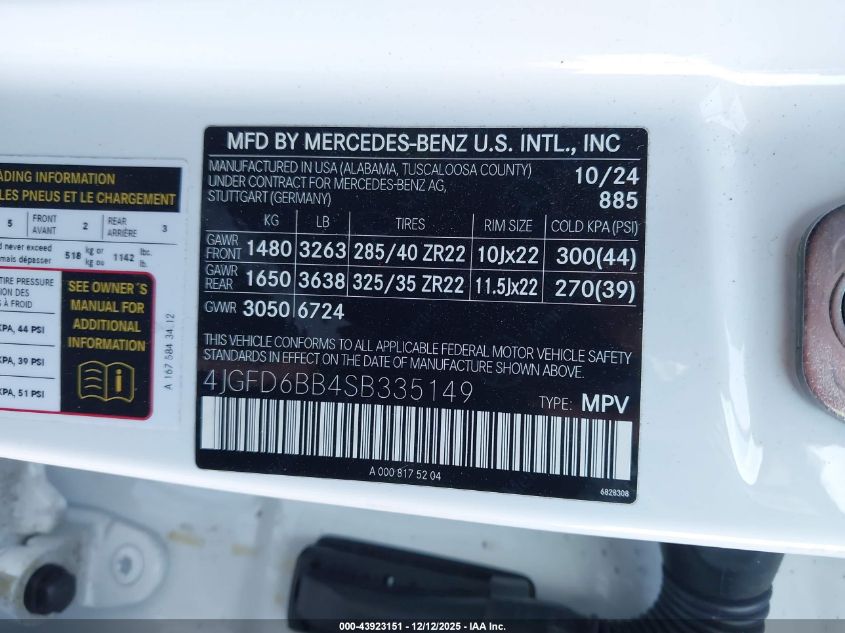 ADING INFORMATION
LES PNEUS ET LE CHARGEMENT
5 FRONT AVANT 2 REAR ARRIÈRE 3
d never exceed
mais dépasser. 518 kg or kg ou 1142 lbs. lb.
TIRE PRESSURE
SION DES
S À FROID
KPA, 44 PSI
KPA, 39 PSI
KPA, 51 PSI
SEE OWNER'S
MANUAL FOR
ADDITIONAL
INFORMATION
A 167 584 34 12
MFD BY MERCEDES-BENZ U.S. INTL., INC
MANUFACTURED IN USA (ALABAMA, TUSCALOOSA COUNTY)
UNDER CONTRACT FOR MERCEDES-BENZ AG,
STUTTGART (GERMANY)
10/24
885
KG LB TIRES RIM SIZE COLD KPA (PSI)
GAWR FRONT 1480 3263 285/40 ZR22 10Jx22 300(44)
GAWR REAR 1650 3638 325/35 ZR22 11.5Jx22 270(39)
GVWR 3050 6724
THIS VEHICLE CONFORMS TO ALL APPLICABLE FEDERAL MOTOR VEHICLE SAFETY
STANDARDS IN EFFECT ON THE DATE OF MANUFACTURE SHOWN ABOVE.
4JGFD6BB4SB335149
TYPE: MPV
A 000 817 52 04
6828308
000-43923151 - 12/12/2025 - IAA, Inc.